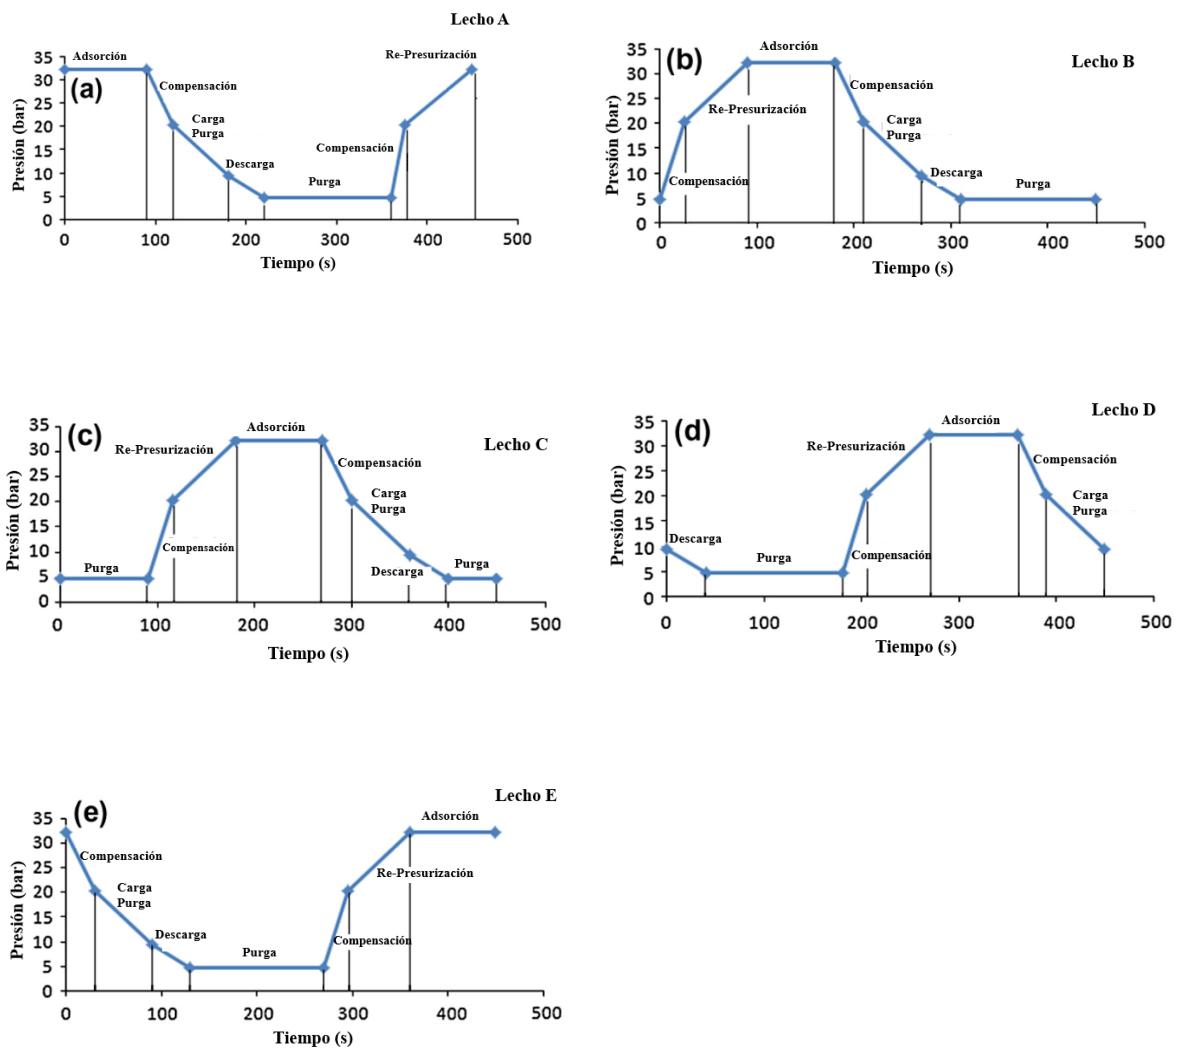 Lecho A
(a)
Adsorción
Compensación
Carga
Purga
Descarga
Purga
Compensación
Re-Presurización
Presión (bar)
35
30
25
20
15
10
5
0
0 100 200 300 400 500
Tiempo (s)
Lecho B
(b)
Adsorción
Compensación
Re-Presurización
Carga
Purga
Descarga
Compensación
Purga
Presión (bar)
35
30
25
20
15
10
5
0
0 100 200 300 400 500
Tiempo (s)
Lecho C
(c)
Adsorción
Re-Presurización
Compensación
Carga
Purga
Compensación
Purga
Descarga
Purga
Presión (bar)
35
30
25
20
15
10
5
0
0 100 200 300 400 500
Tiempo (s)
Lecho D
(d)
Adsorción
Re-Presurización
Compensación
Carga
Purga
Descarga
Purga
Compensación
Presión (bar)
35
30
25
20
15
10
5
0
0 100 200 300 400 500
Tiempo (s)
Lecho E
(e)
Adsorción
Compensación
Carga
Purga
Re-Presurización
Descarga
Purga
Compensación
Presión (bar)
35
30
25
20
15
10
5
0
0 100 200 300 400 500
Tiempo (s)